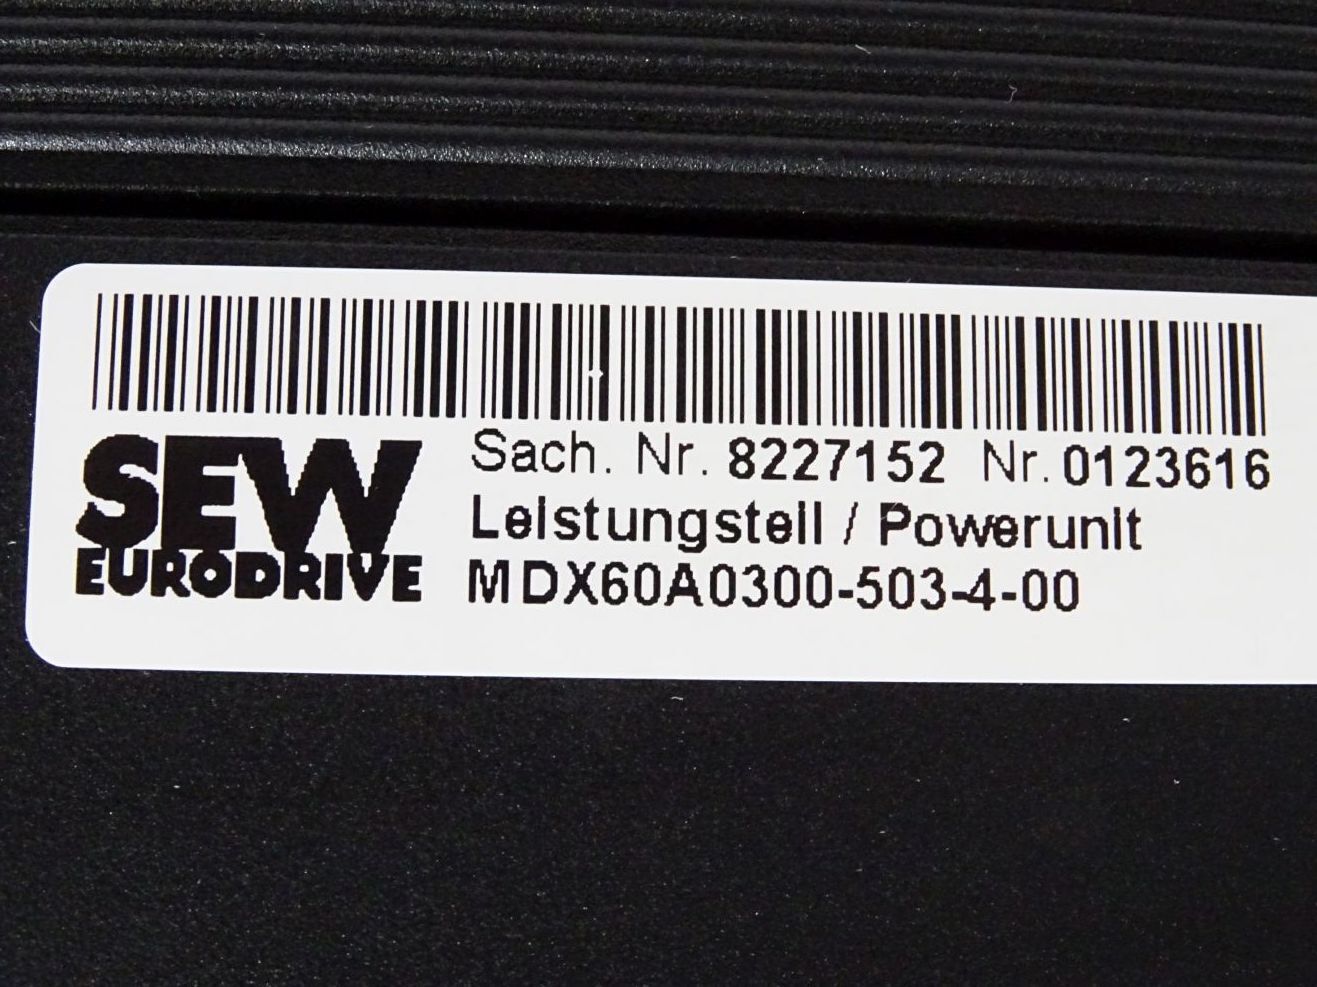 SEW
EURODRIVE
Sach. Nr. 8227152 Nr. 0123616
Leistungsteil / Powerunit
MDX60A0300-503-4-00